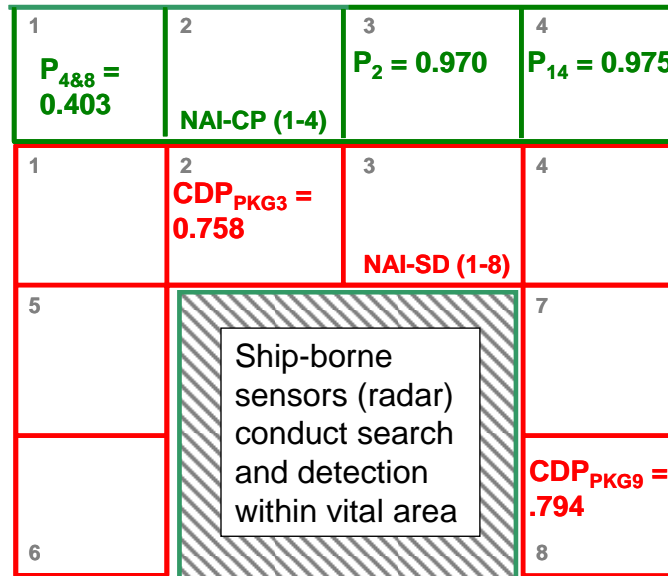 1
P4&8 =
0.403
2
NAI-CP (1-4)
3
P2 = 0.970
4
P14 = 0.975
1
2
CDPPKG3 =
0.758
3
NAI-SD (1-8)
4
5
Ship-borne
sensors (radar)
conduct search
and detection
within vital area
7
6
CDPPKG9 =
.794
8